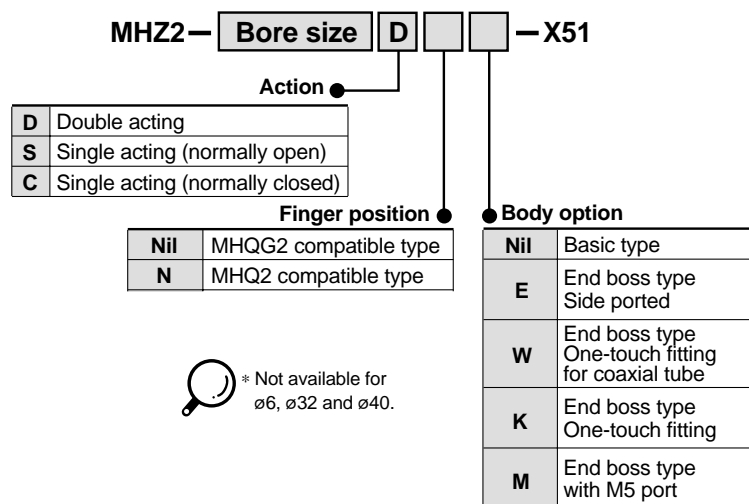 MHZ2 — Bore size D — X51
Action
D Double acting
S Single acting (normally open)
C Single acting (normally closed)
Finger position
Nil MHQG2 compatible type
N MHQ2 compatible type
Body option
Nil Basic type
E End boss type
Side ported
W End boss type
One-touch fitting
for coaxial tube
K End boss type
One-touch fitting
M End boss type
with M5 port
* Not available for
ø6, ø32 and ø40.